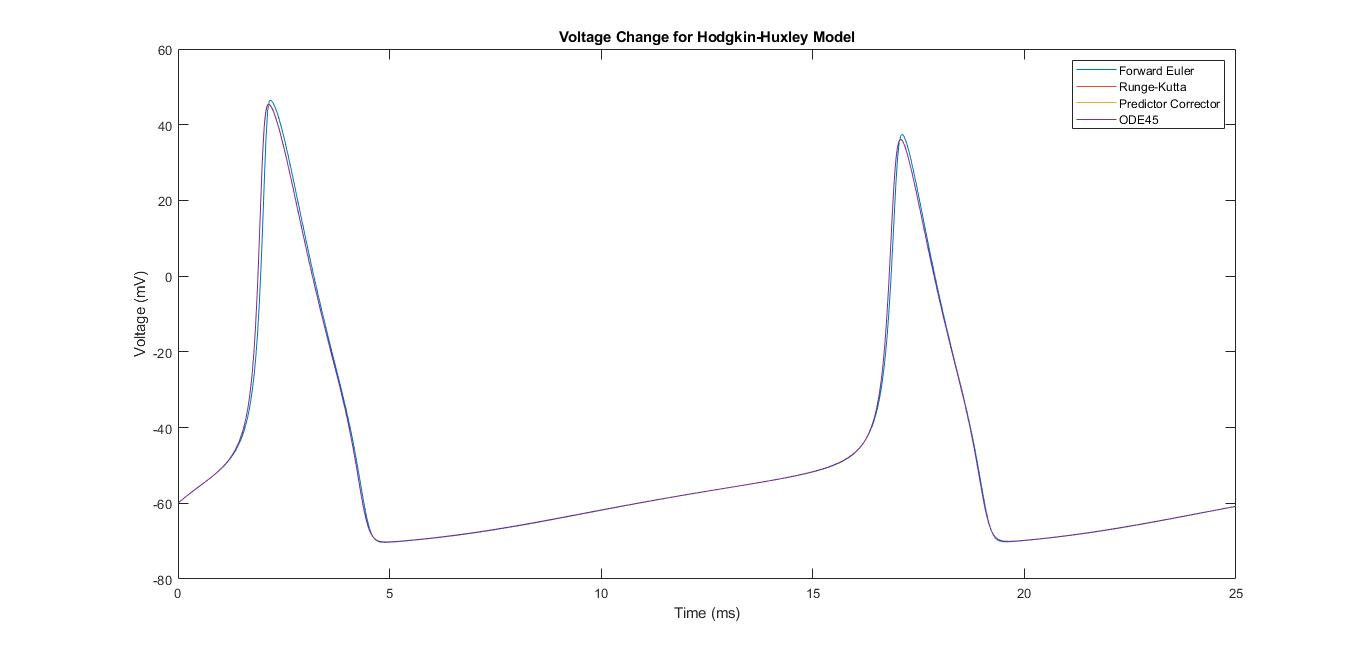 Voltage Change for Hodgkin-Huxley Model
60
40
20
0
-20
-40
-60
-80
Voltage (mV)
Forward Euler
Runge-Kutta
Predictor Corrector
ODE45
0 5 10 15 20 25
Time (ms)